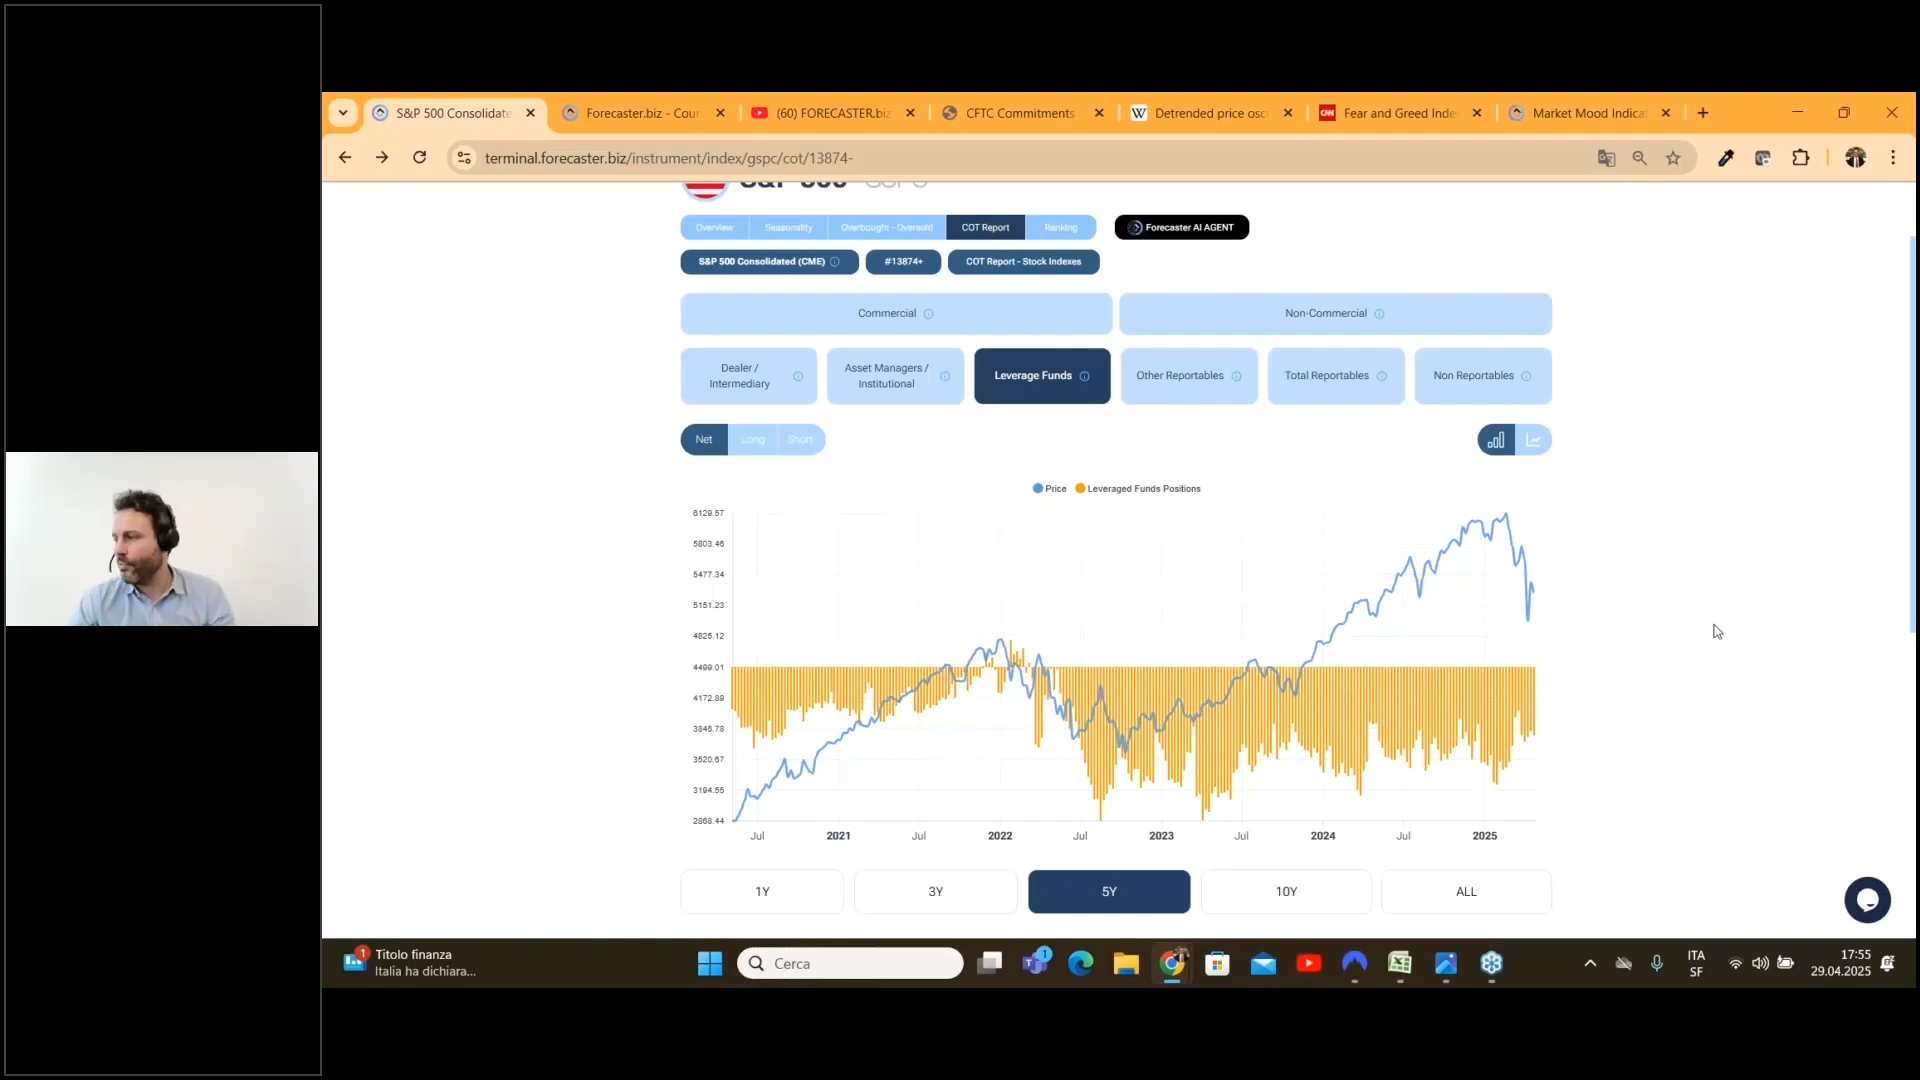 S&P 500 Consolidate
Forecaster.biz - Cour
(60) FORECASTER.biz
CFTC Commitments
Detrended price osc
CNN
Fear and Greed Inde
Market Mood Indicat
terminal.forecaster.biz/instrument/index/gspc/cot/13874-
S&P 500 GSPC
Overview
Seasonality
Overbought - Oversold
COT Report
Ranking
Forecaster AI AGENT
S&P 500 Consolidated (CME)
#13874+
COT Report - Stock Indexes
Commercial
Non-Commercial
Dealer /
Intermediary
Asset Managers /
Institutional
Leverage Funds
Other Reportables
Total Reportables
Non Reportables
Net
Long
Short
Price
Leveraged Funds Positions
6129.57
5803.46
5477.34
5151.23
4825.12
4499.01
4172.89
3846.78
3520.67
3194.55
2868.44
Jul
2021
Jul
2022
Jul
2023
Jul
2024
Jul
2025
1Y
3Y
5Y
10Y
ALL
1
Titolo finanza
Italia ha dichiara...
Cerca
1
ITA
SF
17:55
29.04.2025